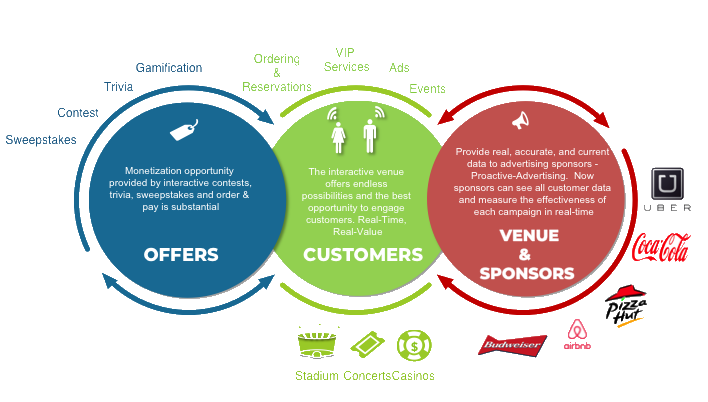 Gamification
Trivia
Contest
Sweepstakes
Ordering
&
Reservations
VIP
Services
Ads
Events
Monetization opportunity
provided by interactive contests,
trivia, sweepstakes and order &
pay is substantial
OFFERS
The interactive venue
offers endless
possibilities and the best
opportunity to engage
customers. Real-Time,
Real-Value
CUSTOMERS
Provide real, accurate, and current
data to advertising sponsors -
Proactive-Advertising. Now
sponsors can see all customer data
and measure the effectiveness of
each campaign in real-time
VENUE
&
SPONSORS
U
UBER
Coca-Cola
Pizza
Hut
airbnb
Budweiser
$
Stadium Concerts Casinos